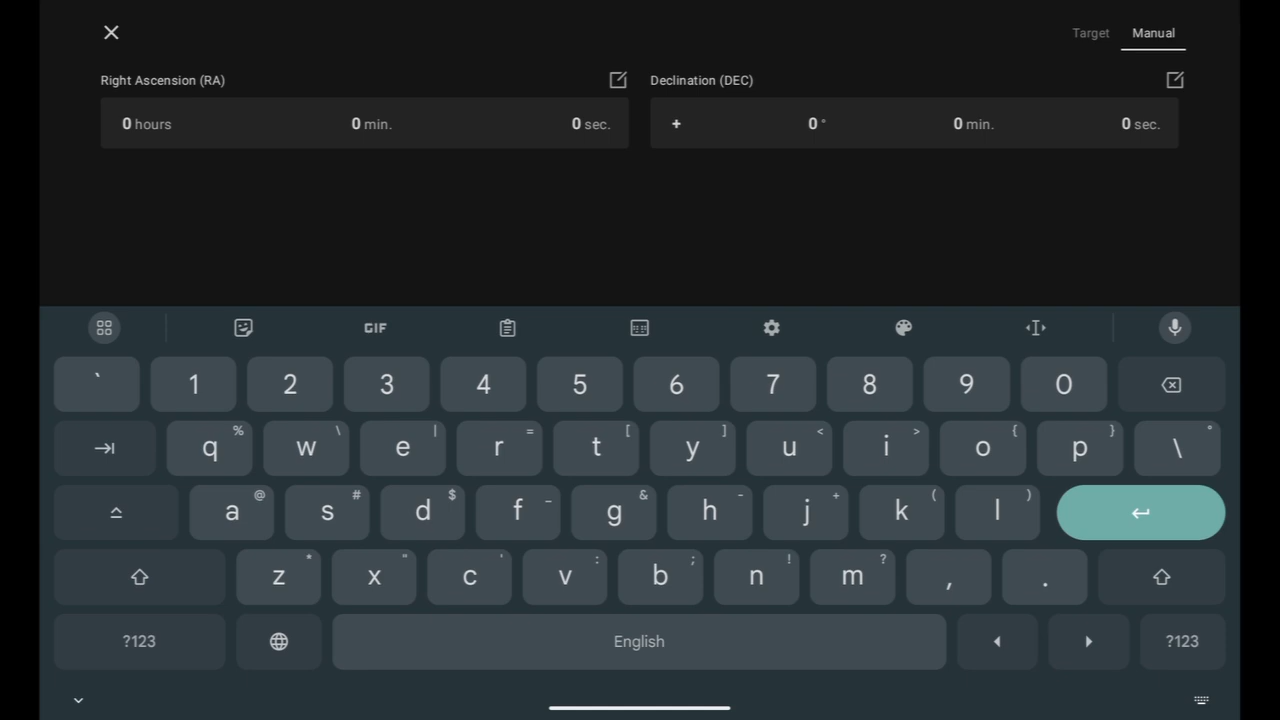 Target Manual
Right Ascension (RA) Declination (DEC)
0 hours 0 min. 0 sec. + 0 ° 0 min. 0 sec.
GIF
` 1 2 3 4 5 6 7 8 9 0
q % w \ e | r = t [ y ] u < i > o { p } \ °
a @ s # d $ f _ g & h - j + k ( l )
z * x " c ' v : b ; n ! m ? , .
?123 English ?123